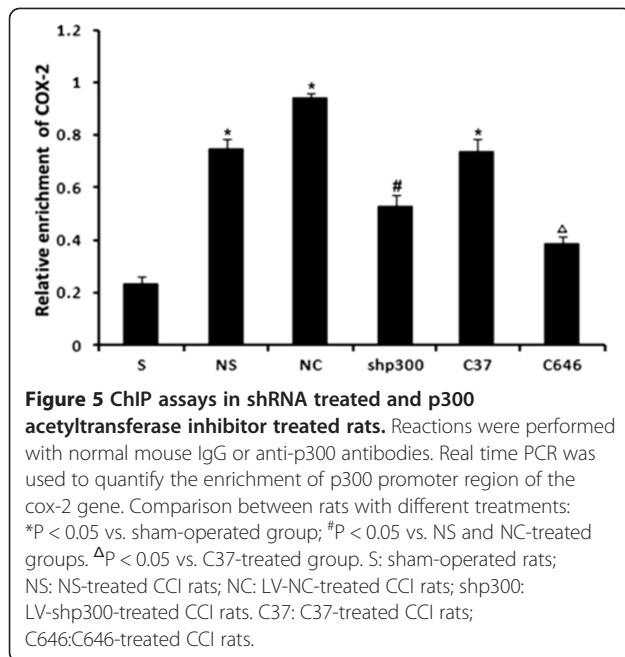 1.2
1
0.8
0.6
0.4
0.2
0
Relative enrichment of COX-2
*
*
#
*
Δ
S NS NC shp300 C37 C646
Figure 5 ChIP assays in shRNA treated and p300
acetyltransferase inhibitor treated rats. Reactions were performed
with normal mouse IgG or anti-p300 antibodies. Real time PCR was
used to quantify the enrichment of p300 promoter region of the
cox-2 gene. Comparison between rats with different treatments:
*P < 0.05 vs. sham-operated group; #P < 0.05 vs. NS and NC-treated
groups. ΔP < 0.05 vs. C37-treated group. S: sham-operated rats;
NS: NS-treated CCI rats; NC: LV-NC-treated CCI rats; shp300:
LV-shp300-treated CCI rats. C37: C37-treated CCI rats;
C646:C646-treated CCI rats.